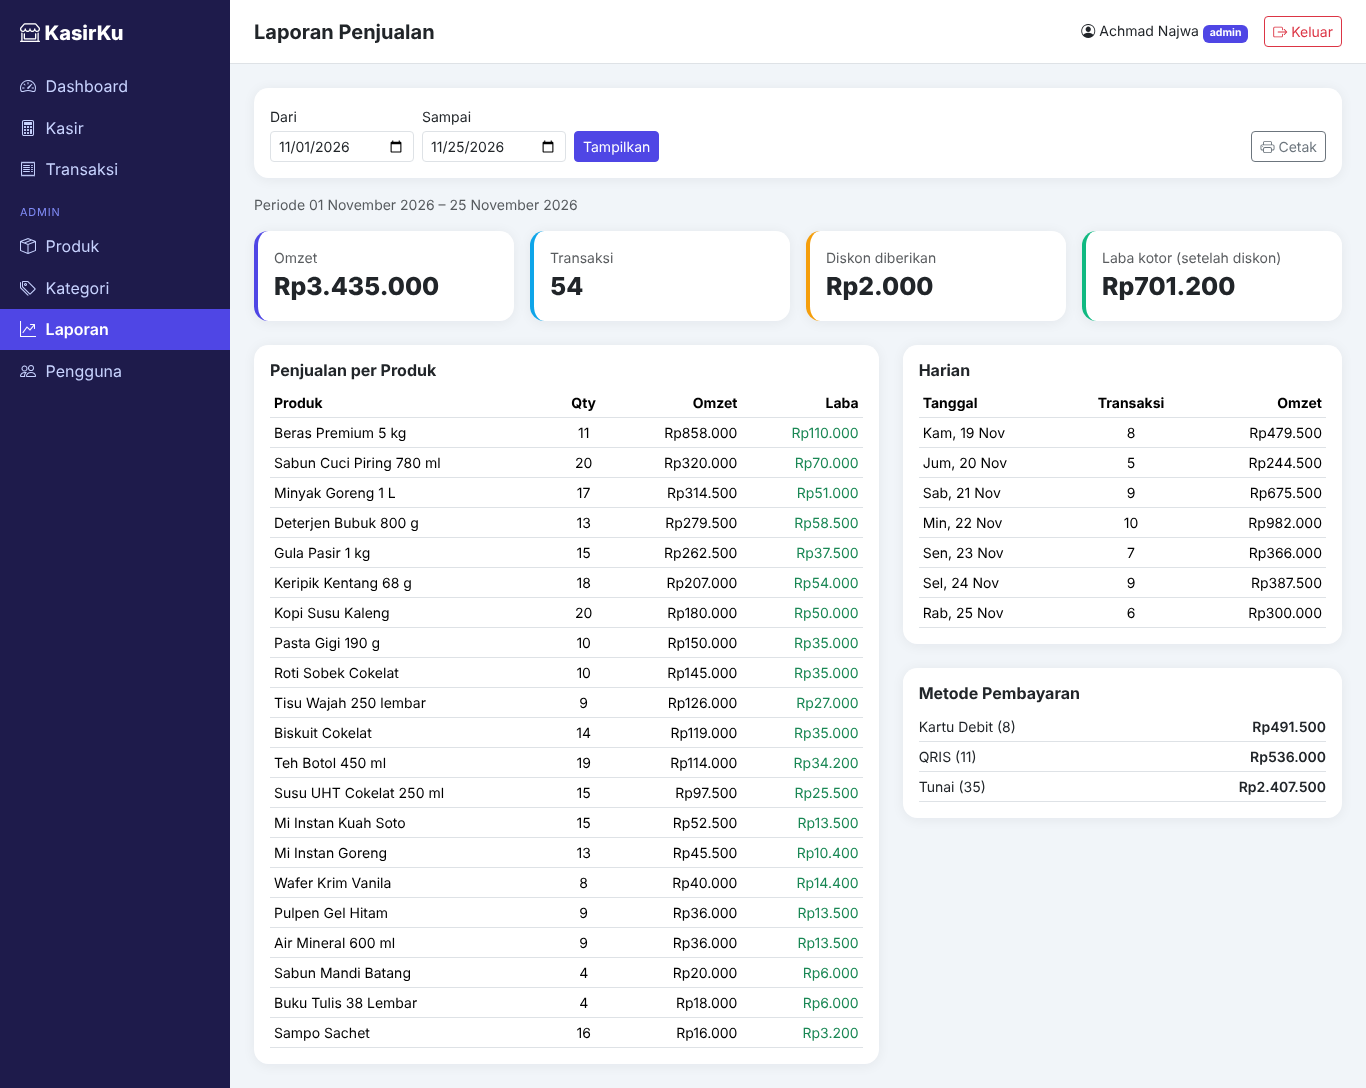 KasirKu
Dashboard
Kasir
Transaksi
ADMIN
Produk
Kategori
Laporan
Pengguna
Laporan Penjualan
Achmad Najwa admin Keluar
Dari Sampai
11/01/2026 11/25/2026 Tampilkan Cetak
Periode 01 November 2026 – 25 November 2026
Omzet
Rp3.435.000
Transaksi
54
Diskon diberikan
Rp2.000
Laba kotor (setelah diskon)
Rp701.200
Penjualan per Produk
Produk Qty Omzet Laba
Beras Premium 5 kg 11 Rp858.000 Rp110.000
Sabun Cuci Piring 780 ml 20 Rp320.000 Rp70.000
Minyak Goreng 1 L 17 Rp314.500 Rp51.000
Deterjen Bubuk 800 g 13 Rp279.500 Rp58.500
Gula Pasir 1 kg 15 Rp262.500 Rp37.500
Keripik Kentang 68 g 18 Rp207.000 Rp54.000
Kopi Susu Kaleng 20 Rp180.000 Rp50.000
Pasta Gigi 190 g 10 Rp150.000 Rp35.000
Roti Sobek Cokelat 10 Rp145.000 Rp35.000
Tisu Wajah 250 lembar 9 Rp126.000 Rp27.000
Biskuit Cokelat 14 Rp119.000 Rp35.000
Teh Botol 450 ml 19 Rp114.000 Rp34.200
Susu UHT Cokelat 250 ml 15 Rp97.500 Rp25.500
Mi Instan Kuah Soto 15 Rp52.500 Rp13.500
Mi Instan Goreng 13 Rp45.500 Rp10.400
Wafer Krim Vanila 8 Rp40.000 Rp14.400
Pulpen Gel Hitam 9 Rp36.000 Rp13.500
Air Mineral 600 ml 9 Rp36.000 Rp13.500
Sabun Mandi Batang 4 Rp20.000 Rp6.000
Buku Tulis 38 Lembar 4 Rp18.000 Rp6.000
Sampo Sachet 16 Rp16.000 Rp3.200
Harian
Tanggal Transaksi Omzet
Kam, 19 Nov 8 Rp479.500
Jum, 20 Nov 5 Rp244.500
Sab, 21 Nov 9 Rp675.500
Min, 22 Nov 10 Rp982.000
Sen, 23 Nov 7 Rp366.000
Sel, 24 Nov 9 Rp387.500
Rab, 25 Nov 6 Rp300.000
Metode Pembayaran
Kartu Debit (8) Rp491.500
QRIS (11) Rp536.000
Tunai (35) Rp2.407.500